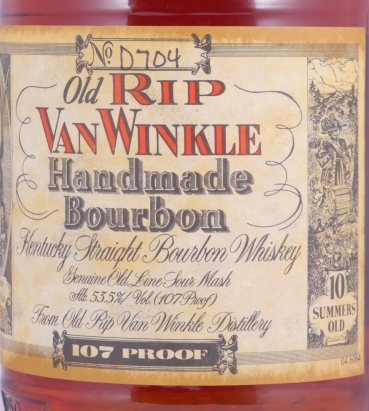 No D704
Old RIP
VAN WINKLE
Handmade
Bourbon
Kentucky Straight Bourbon Whiskey
Genuine Old Line Sour Mash
Alc. 53.5%/Vol. (107 Proof)
From Old Rip Van Winkle Distillery
107 PROOF
10
SUMMERS
OLD